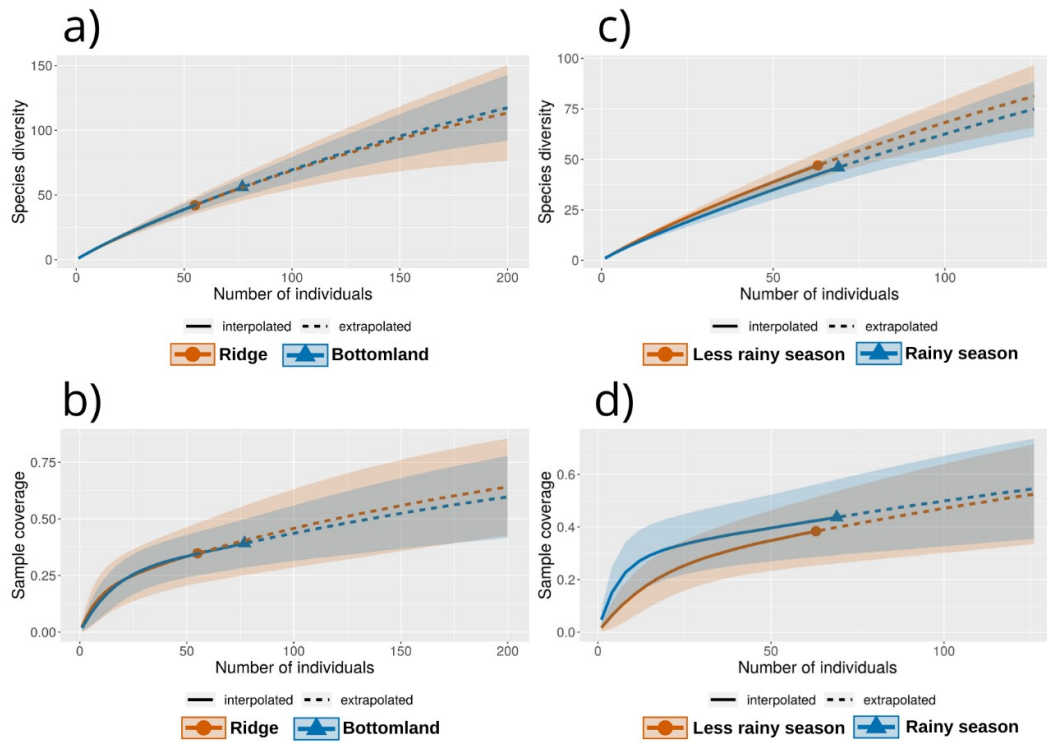 a)
150
100
50
0
Species diversity
0 50 100 150 200
Number of individuals
interpolated extrapolated
Ridge Bottomland
c)
100
75
50
25
0
Species diversity
0 50 100
Number of individuals
interpolated extrapolated
Less rainy season Rainy season
b)
0.75
0.50
0.25
0.00
Sample coverage
0 50 100 150 200
Number of individuals
interpolated extrapolated
Ridge Bottomland
d)
0.6
0.4
0.2
0.0
Sample coverage
0 50 100
Number of individuals
interpolated extrapolated
Less rainy season Rainy season